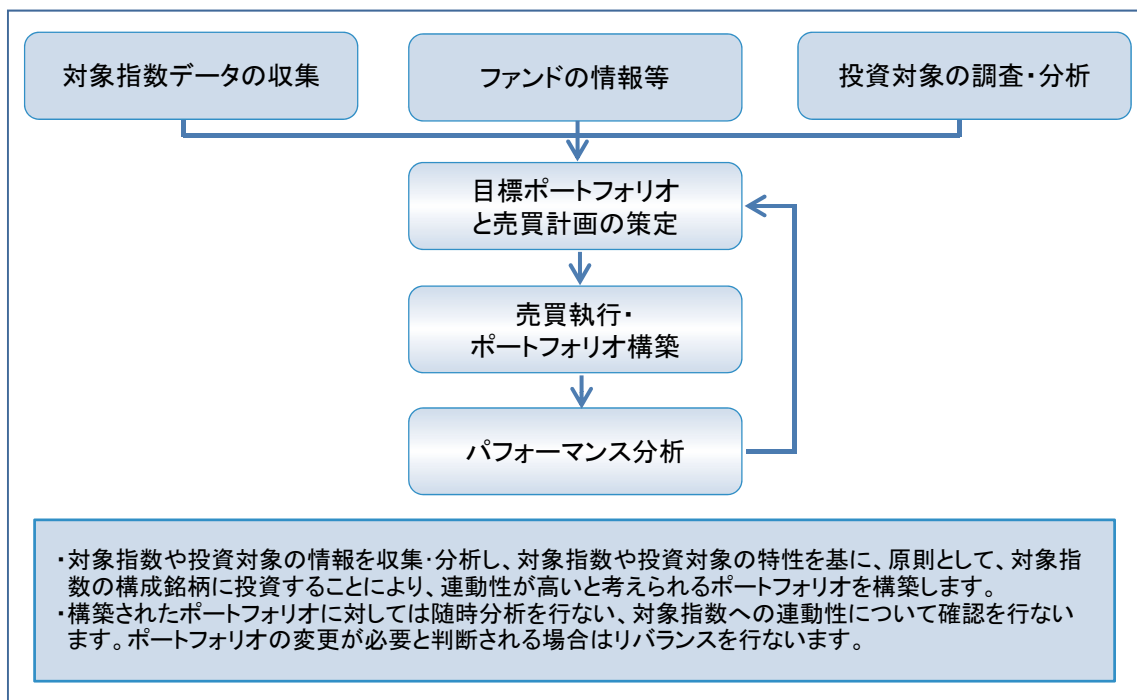 対象指数データの収集
ファンドの情報等
投資対象の調査・分析
目標ポートフォリオ
と売買計画の策定
売買執行・
ポートフォリオ構築
パフォーマンス分析
・対象指数や投資対象の情報を収集・分析し、対象指数や投資対象の特性を基に、原則として、対象指
数の構成銘柄に投資することにより、連動性が高いと考えられるポートフォリオを構築します。
・構築されたポートフォリオに対しては随時分析を行ない、対象指数への連動性について確認を行ない
ます。ポートフォリオの変更が必要と判断される場合はリバランスを行ないます。